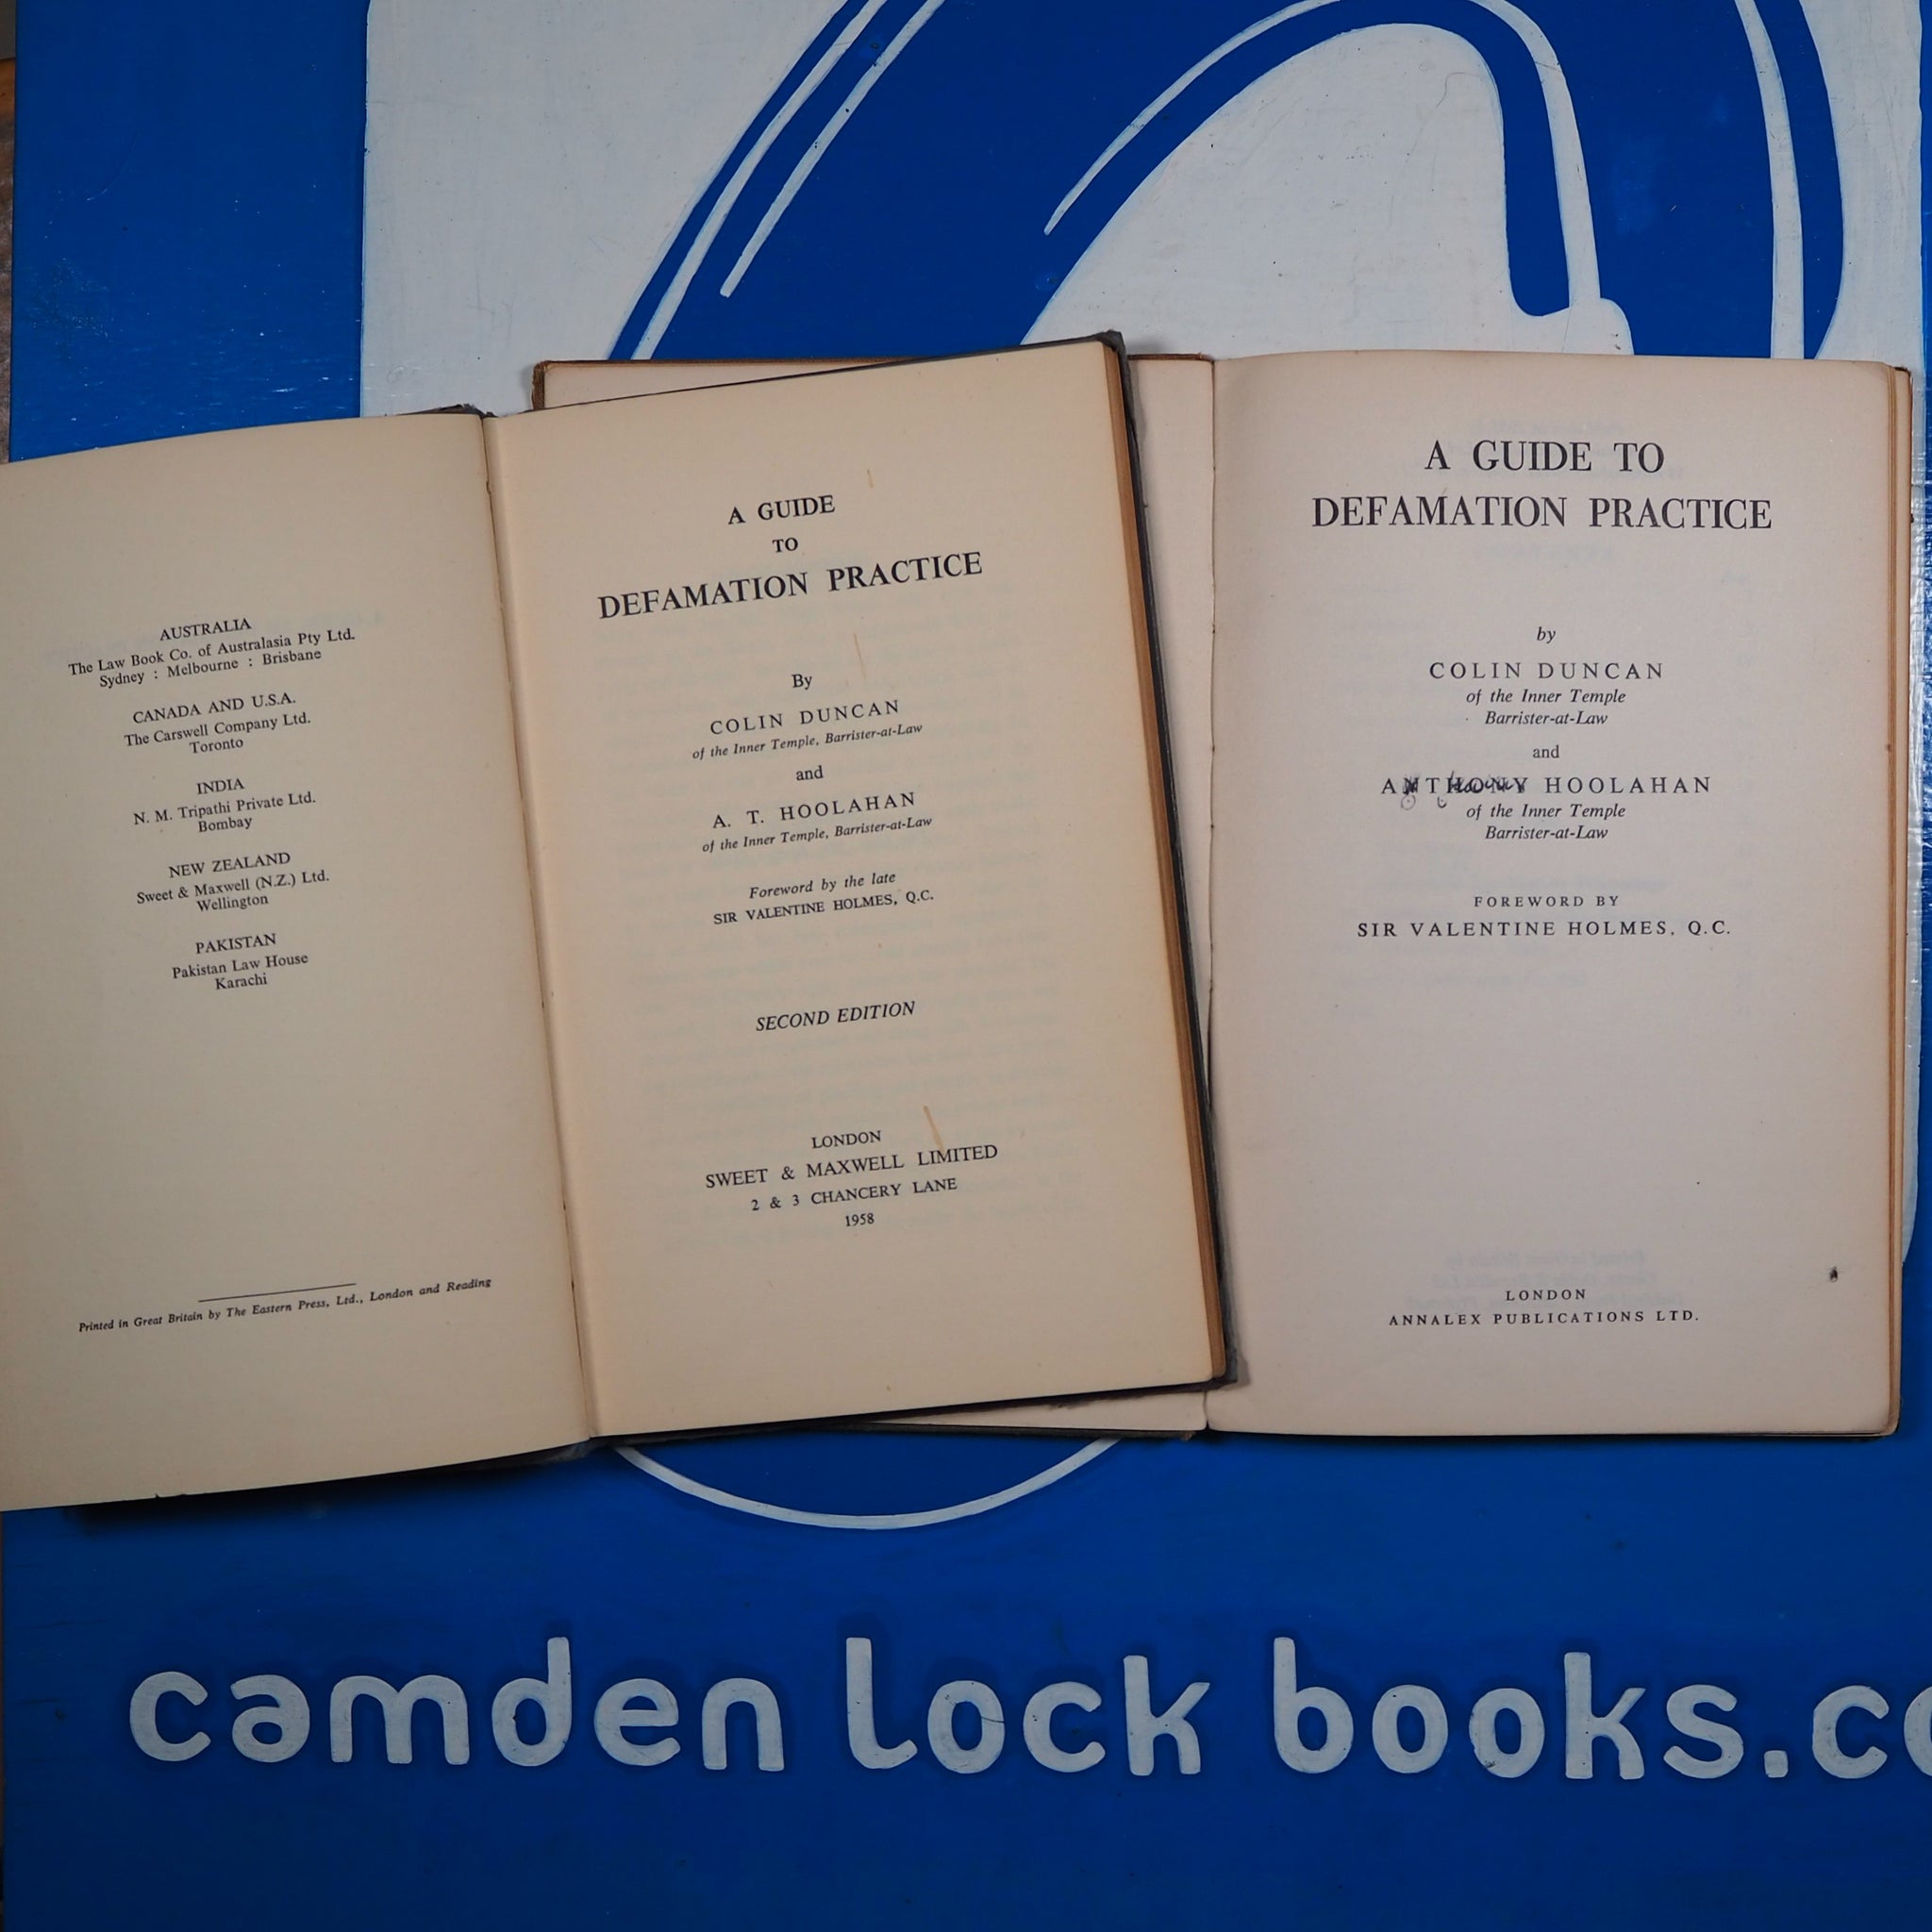 AUSTRALIA
The Law Book Co. of Australasia Pty Ltd.
Sydney : Melbourne : Brisbane
CANADA AND U.S.A.
The Carswell Company Ltd.
Toronto
INDIA
N. M. Tripathi Private Ltd.
Bombay
NEW ZEALAND
Sweet & Maxwell (N.Z.) Ltd.
Wellington
PAKISTAN
Pakistan Law House
Karachi
Printed in Great Britain by The Eastern Press, Ltd., London and Reading
A GUIDE
TO
DEFAMATION PRACTICE
By
COLIN DUNCAN
of the Inner Temple, Barrister-at-Law
and
A. T. HOOLAHAN
of the Inner Temple, Barrister-at-Law
Foreword by the late
SIR VALENTINE HOLMES, Q.C.
SECOND EDITION
LONDON
SWEET & MAXWELL LIMITED
2 & 3 CHANCERY LANE
1958
A GUIDE TO
DEFAMATION PRACTICE
by
COLIN DUNCAN
of the Inner Temple
Barrister-at-Law
and
ANTHONY HOOLAHAN
of the Inner Temple
Barrister-at-Law
FOREWORD BY
SIR VALENTINE HOLMES, Q.C.
LONDON
ANNALEX PUBLICATIONS LTD.
camden lock books.co